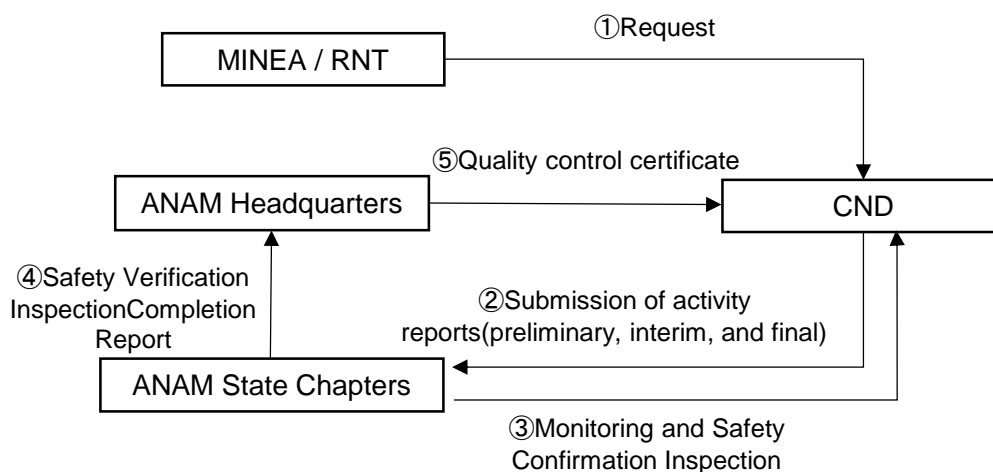 ①Request
MINEA / RNT
⑤Quality control certificate
ANAM Headquarters
CND
④Safety Verification
InspectionCompletion
Report
②Submission of activity
reports(preliminary, interim, and final)
ANAM State Chapters
③Monitoring and Safety
Confirmation Inspection